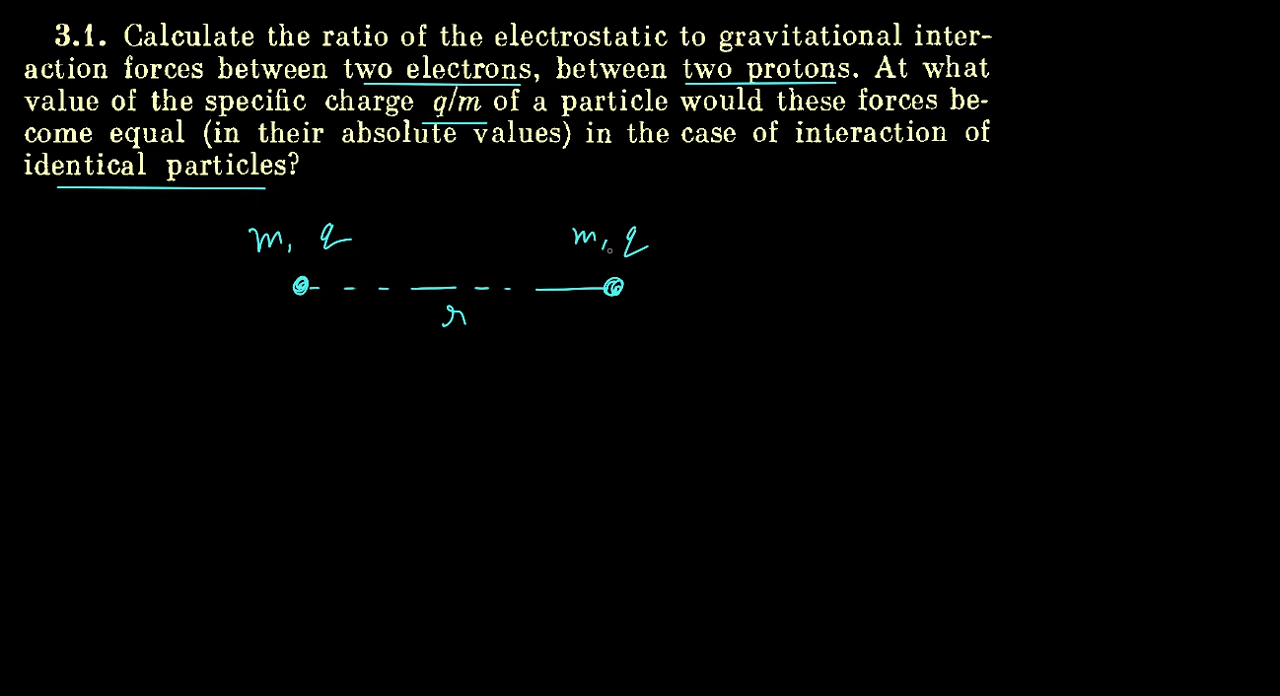 3.1. Calculate the ratio of the electrostatic to gravitational inter-
action forces between two electrons, between two protons. At what
value of the specific charge q/m of a particle would these forces be-
come equal (in their absolute values) in the case of interaction of
identical particles?
m, q m, q
r